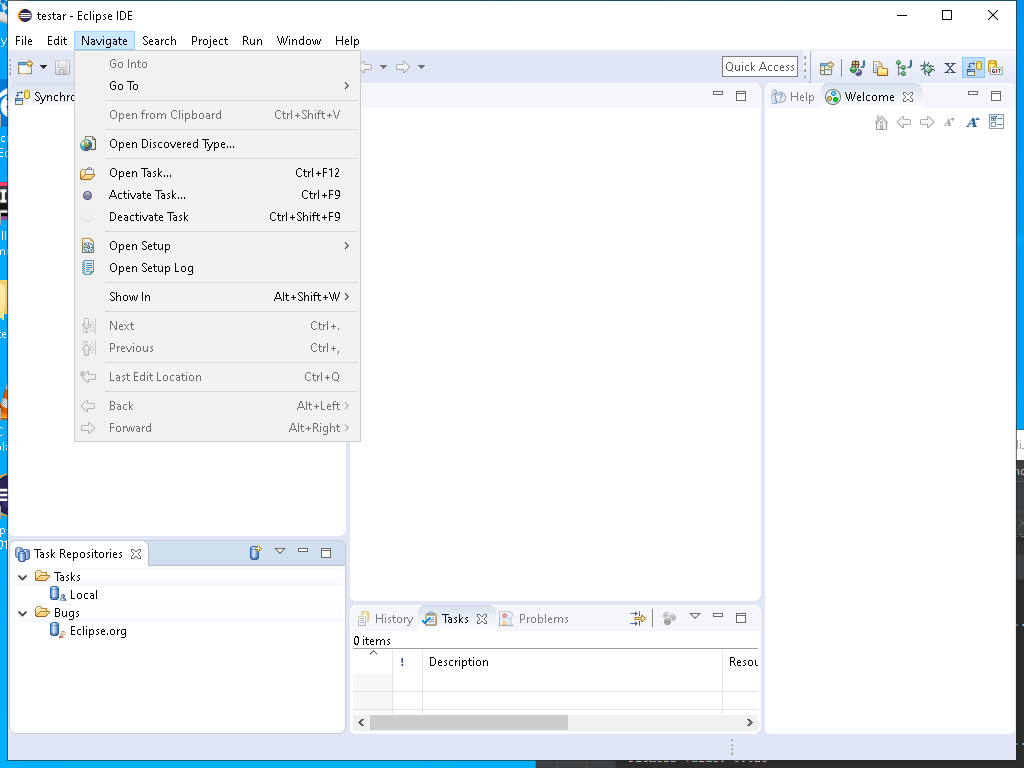 testar - Eclipse IDE
File Edit Navigate Search Project Run Window Help
Quick Access
Synchro
Help Welcome
Go Into
Go To
Open from Clipboard Ctrl+Shift+V
Open Discovered Type...
Open Task... Ctrl+F12
Activate Task... Ctrl+F9
Deactivate Task Ctrl+Shift+F9
Open Setup
Open Setup Log
Show In Alt+Shift+W
Next Ctrl+.
Previous Ctrl+,
Last Edit Location Ctrl+Q
Back Alt+Left
Forward Alt+Right
Task Repositories
Tasks
Local
Bugs
Eclipse.org
History Tasks Problems
0 items
! Description Resou